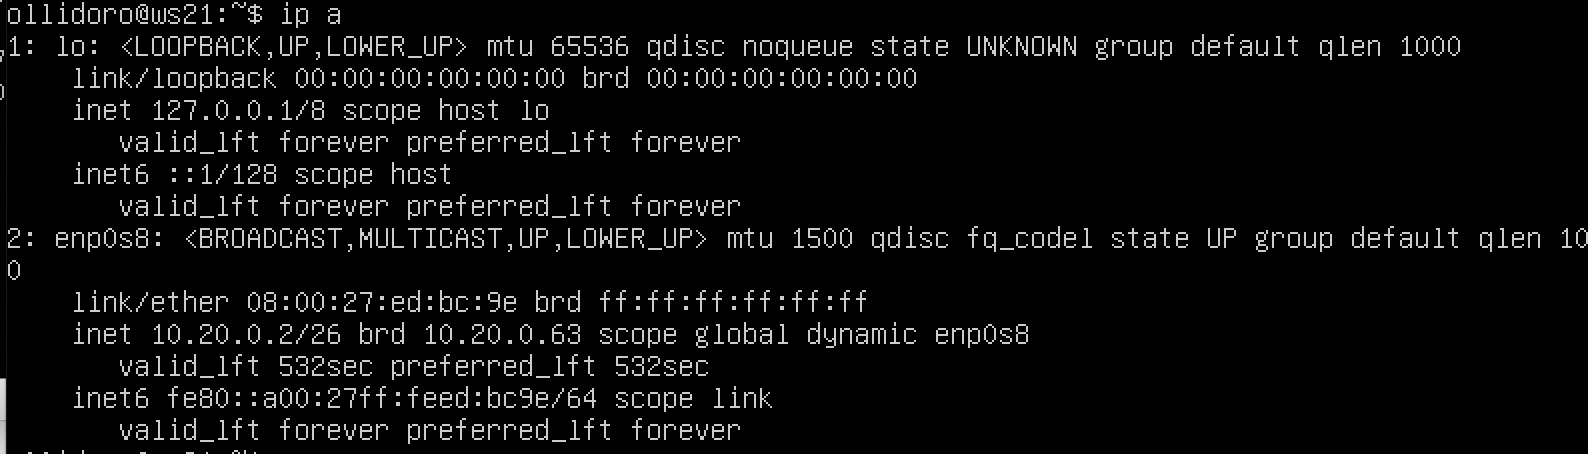 ollidoro@ws21:~$ ip a
1: lo: <LOOPBACK,UP,LOWER_UP> mtu 65536 qdisc noqueue state UNKNOWN group default qlen 1000
    link/loopback 00:00:00:00:00:00 brd 00:00:00:00:00:00
    inet 127.0.0.1/8 scope host lo
       valid_lft forever preferred_lft forever
    inet6 ::1/128 scope host
       valid_lft forever preferred_lft forever
2: enp0s8: <BROADCAST,MULTICAST,UP,LOWER_UP> mtu 1500 qdisc fq_codel state UP group default qlen 10
0
    link/ether 08:00:27:ed:bc:9e brd ff:ff:ff:ff:ff:ff
    inet 10.20.0.2/26 brd 10.20.0.63 scope global dynamic enp0s8
       valid_lft 532sec preferred_lft 532sec
    inet6 fe80::a00:27ff:feed:bc9e/64 scope link
       valid_lft forever preferred_lft forever